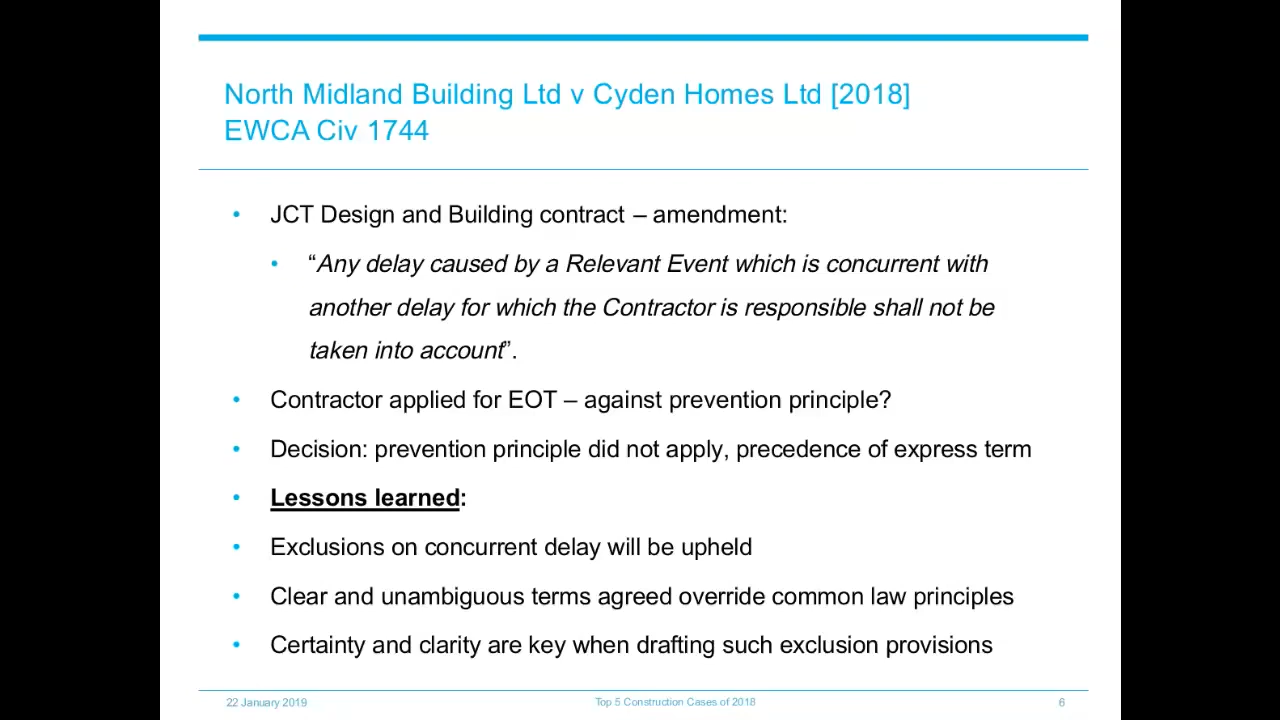 North Midland Building Ltd v Cyden Homes Ltd [2018]
EWCA Civ 1744
• JCT Design and Building contract – amendment:
• “Any delay caused by a Relevant Event which is concurrent with
another delay for which the Contractor is responsible shall not be
taken into account”.
• Contractor applied for EOT – against prevention principle?
• Decision: prevention principle did not apply, precedence of express term
• Lessons learned:
• Exclusions on concurrent delay will be upheld
• Clear and unambiguous terms agreed override common law principles
• Certainty and clarity are key when drafting such exclusion provisions
22 January 2019
Top 5 Construction Cases of 2018
6